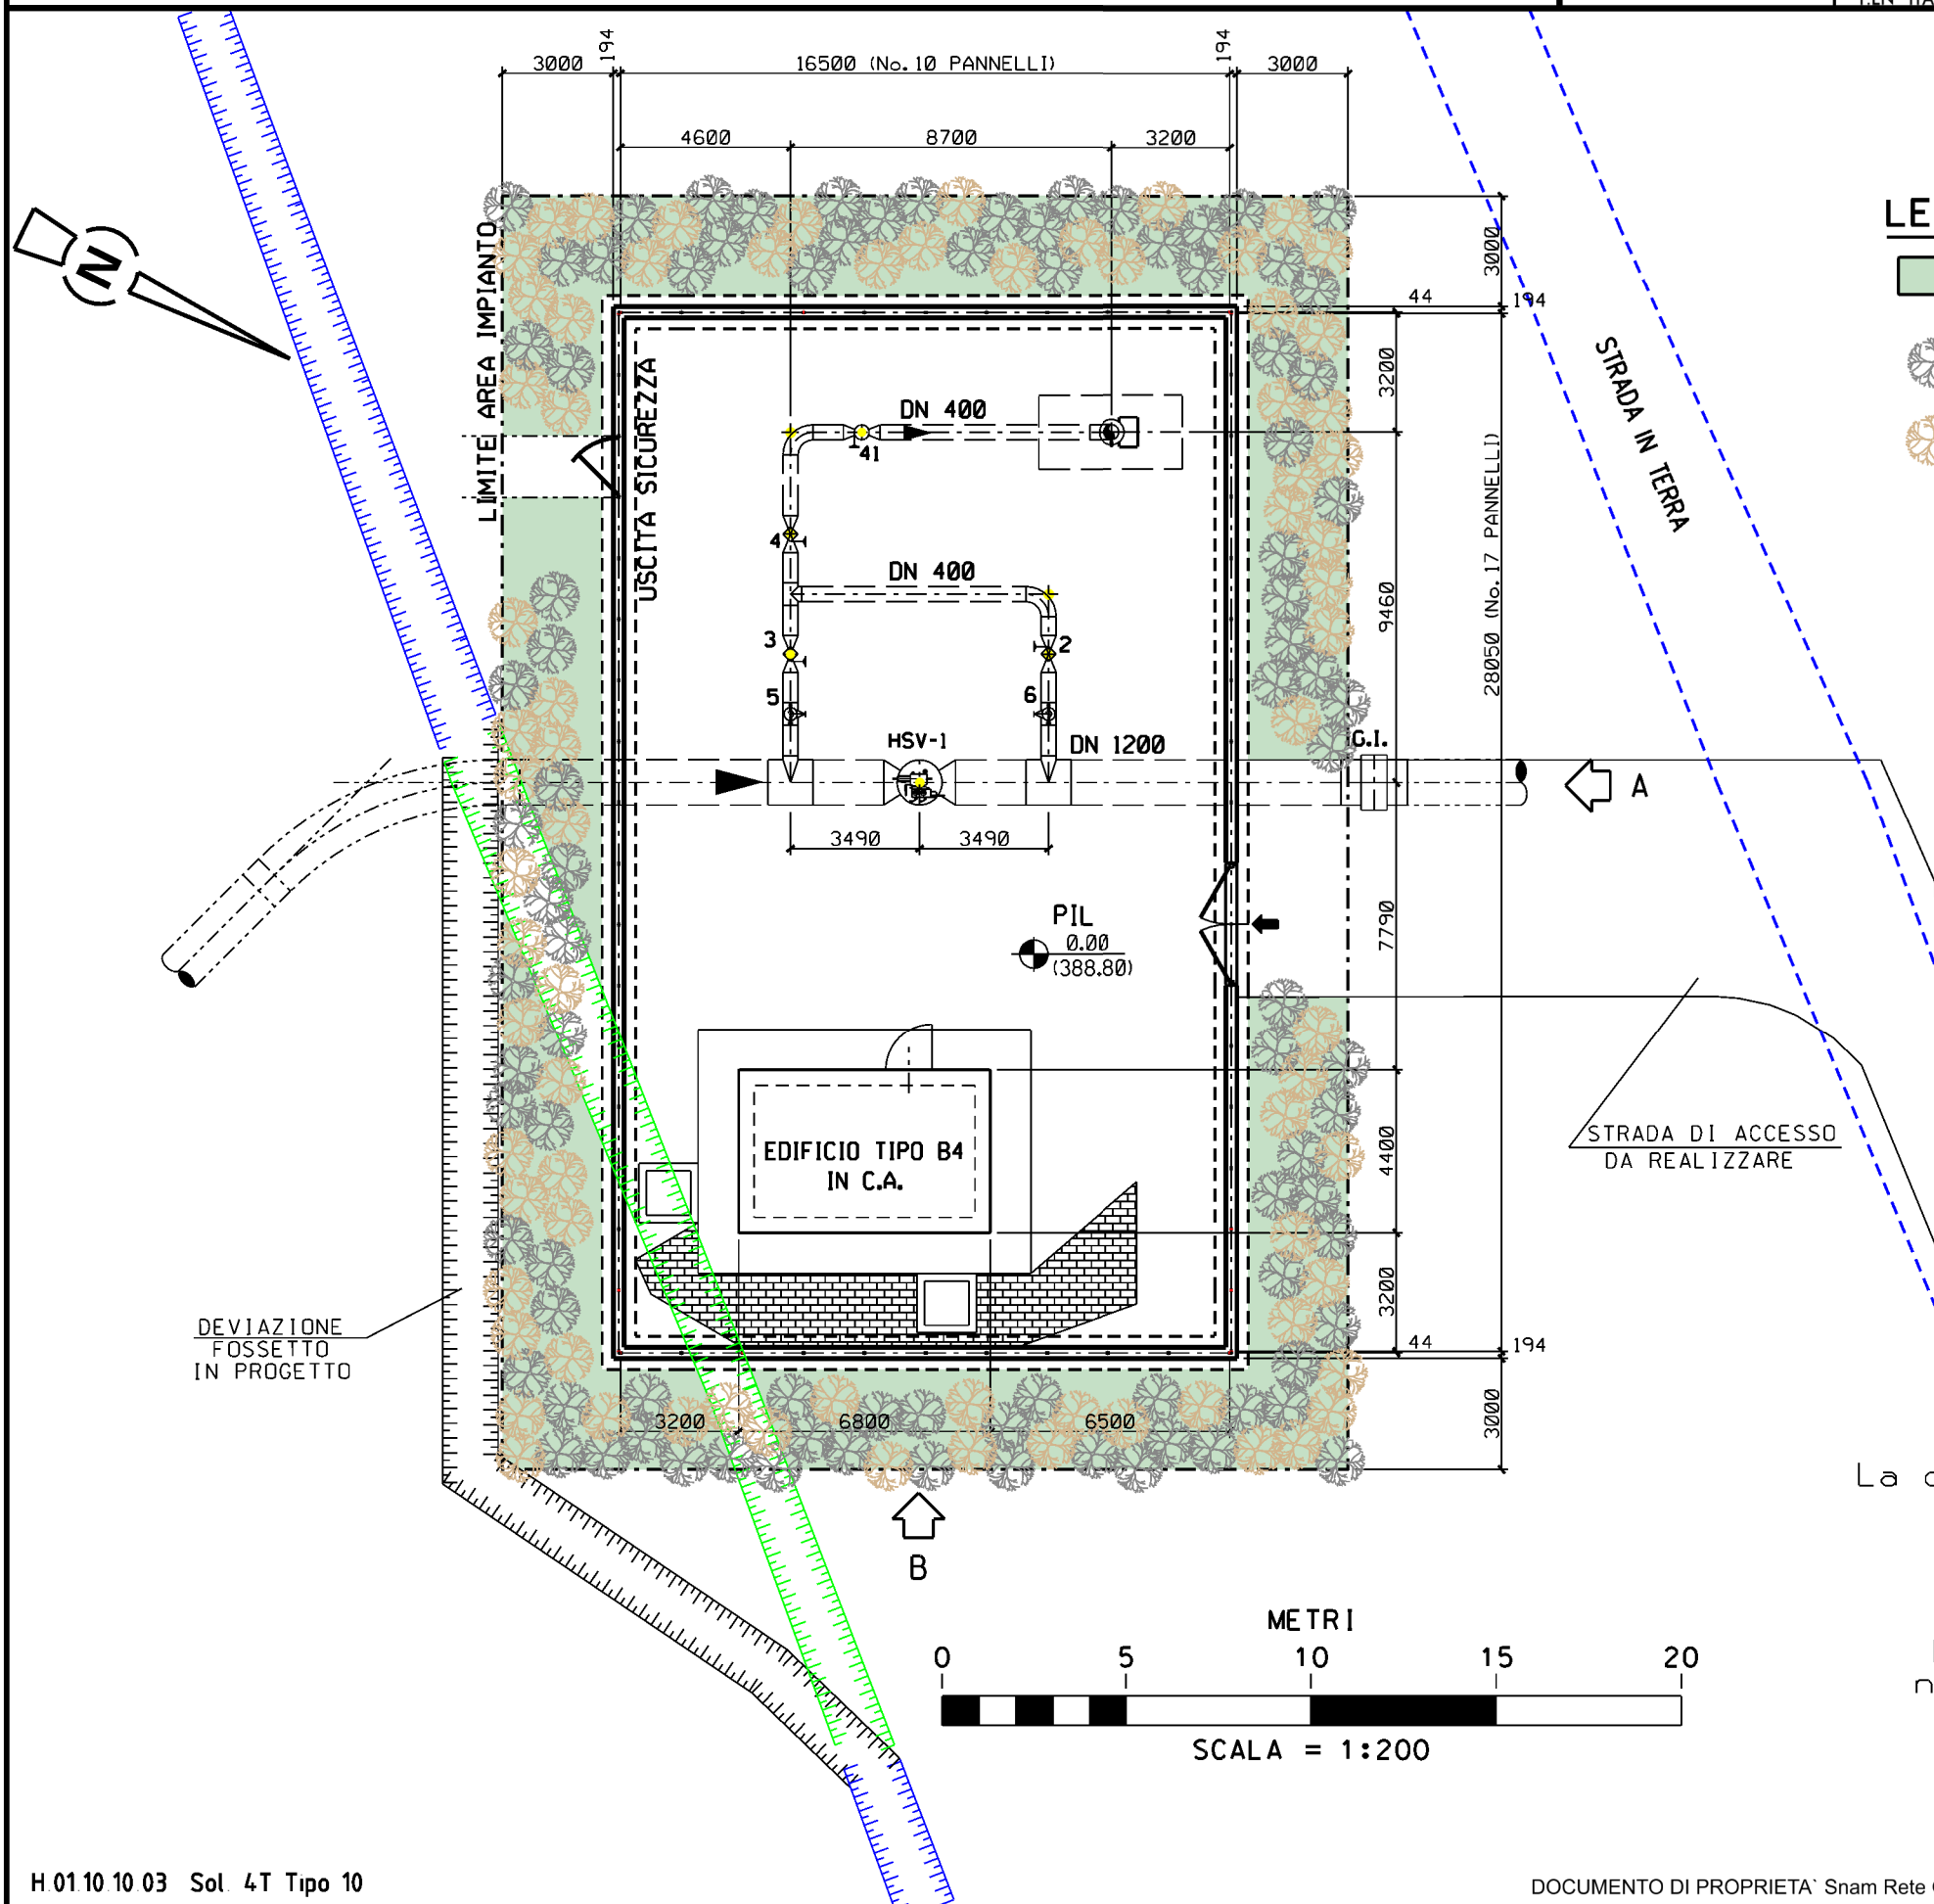 194
194
3000
16500 (No.10 PANNELLI)
3000
4600
8700
3200
LE
3000
LIMITE AREA IMPIANTO
N
44
194
USCITA SICUREZZA
3200
STRADA IN TERRA
DN 400
41
28050 (No.17 PANNELLI)
4
DN 400
9460
3
2
5
6
HSV-1
DN 1200
G.I.
A
3490
3490
PIL
0.00
(388.80)
7790
EDIFICIO TIPO B4
IN C.A.
4400
STRADA DI ACCESSO
DA REALIZZARE
3200
DEVIAZIONE
FOSSETTO
IN PROGETTO
44
194
3200
6800
6500
3000
La
B
METRI
0 5 10 15 20
n
SCALA = 1:200
H.01.10.10.03 Sol. 4T Tipo 10
DOCUMENTO DI PROPRIETA` Snam Rete